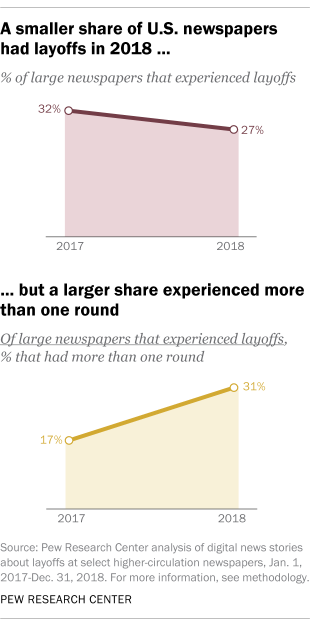 A smaller share of U.S. newspapers
had layoffs in 2018 ...
% of large newspapers that experienced layoffs
32%
27%
2017
2018
... but a larger share experienced more
than one round
Of large newspapers that experienced layoffs,
% that had more than one round
31%
17%
2017
2018
Source: Pew Research Center analysis of digital news stories
about layoffs at select higher-circulation newspapers, Jan. 1,
2017-Dec. 31, 2018. For more information, see methodology.
PEW RESEARCH CENTER